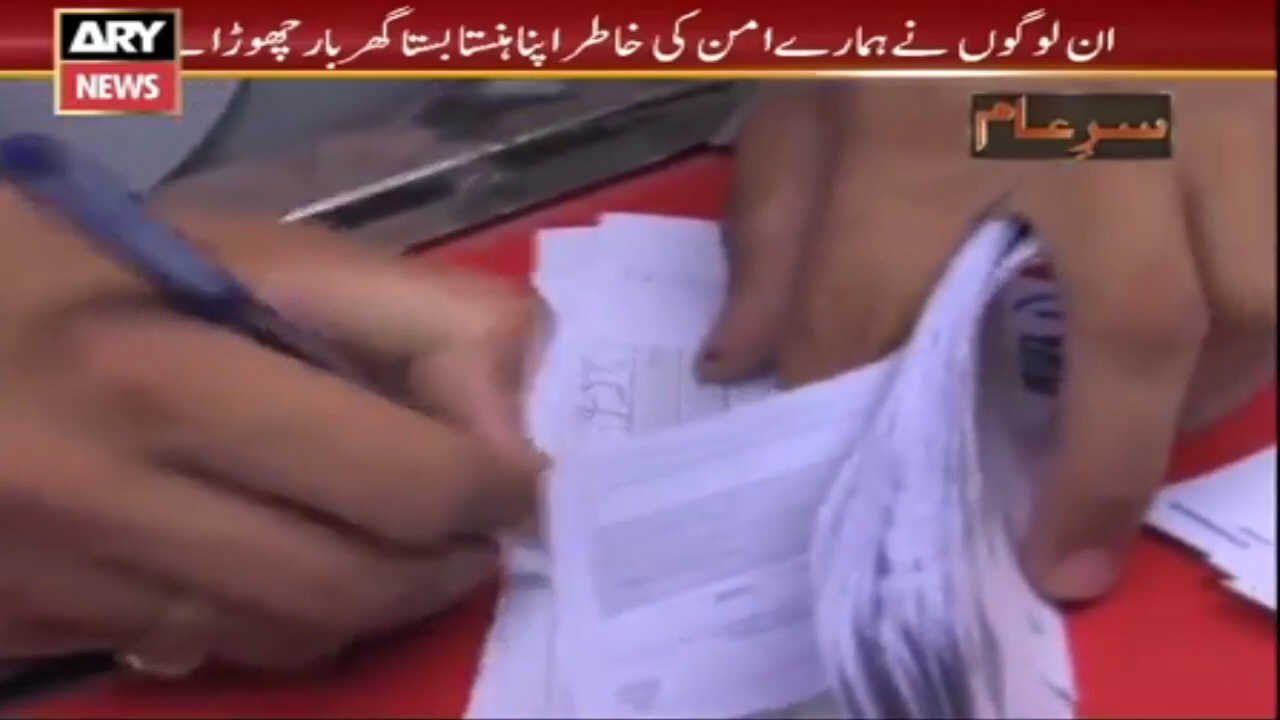 ARY
NEWS
ان لوگوں نے ہمارے امن کی خاطر اپنا ہنستا بستا گھر بار چھوڑا
سرِعام